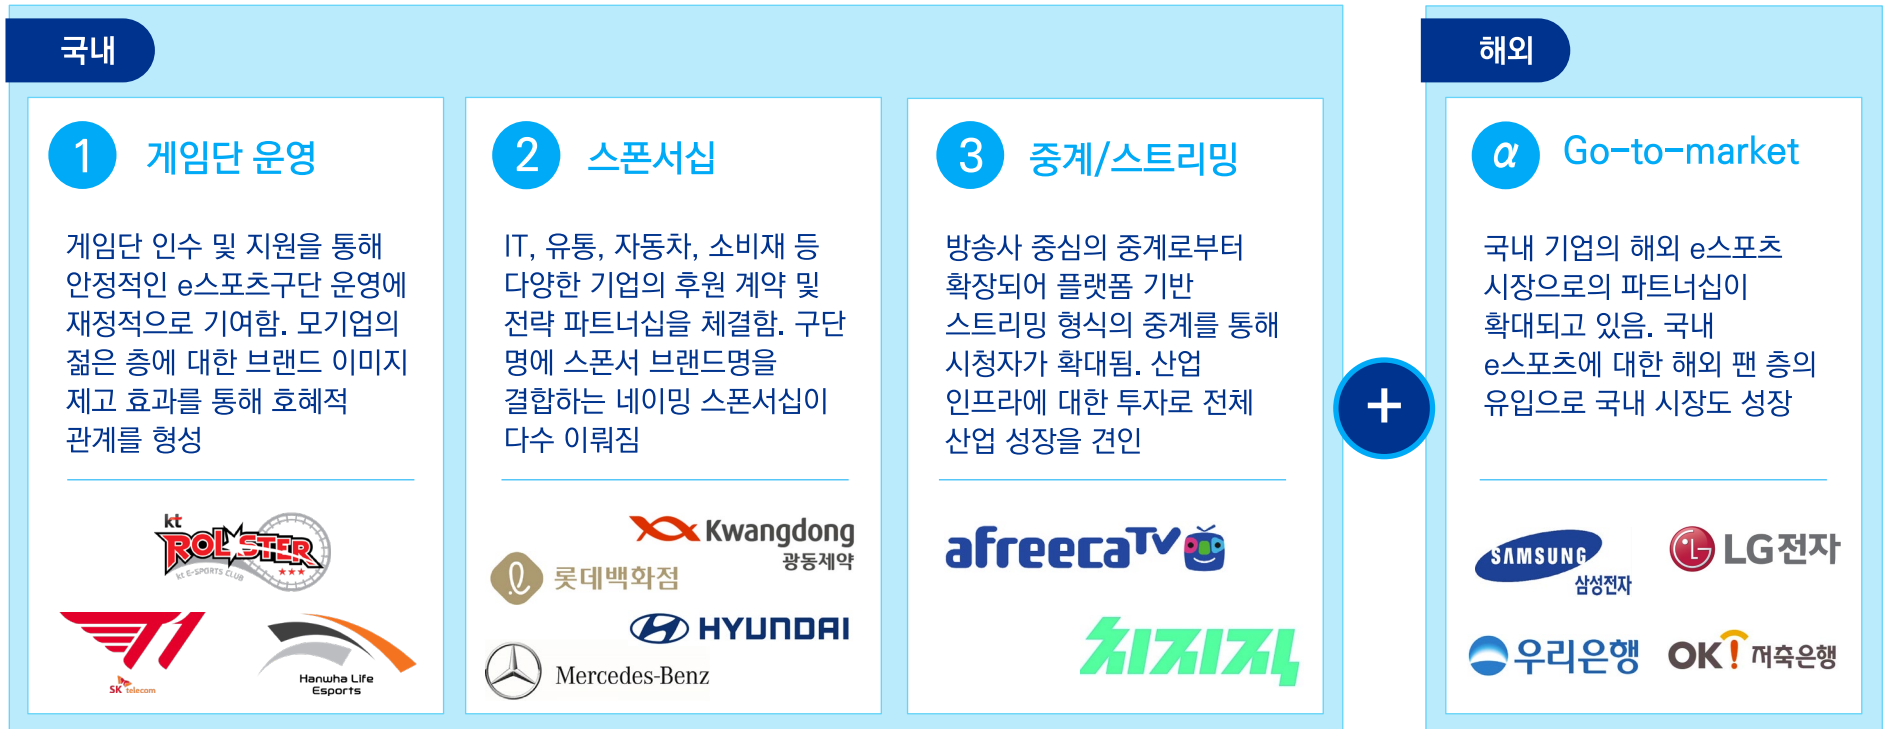 국내
1 게임단 운영
게임단 인수 및 지원을 통해
안정적인 e스포츠구단 운영에
재정적으로 기여함. 모기업의
젊은 층에 대한 브랜드 이미지
제고 효과를 통해 호혜적
관계를 형성
kt
ROLSTER
kt E-SPORTS CLUB
T1
SK telecom
Hanwha Life
Esports
2 스폰서십
IT, 유통, 자동차, 소비재 등
다양한 기업의 후원 계약 및
전략 파트너십을 체결함. 구단
명에 스폰서 브랜드명을
결합하는 네이밍 스폰서십이
다수 이뤄짐
Kwangdong
광동제약
롯데백화점
HYUNDAI
Mercedes-Benz
3 중계/스트리밍
방송사 중심의 중계로부터
확장되어 플랫폼 기반
스트리밍 형식의 중계를 통해
시청자가 확대됨. 산업
인프라에 대한 투자로 전체
산업 성장을 견인
afreecaTV
치지직
+
해외
α Go-to-market
국내 기업의 해외 e스포츠
시장으로의 파트너십이
확대되고 있음. 국내
e스포츠에 대한 해외 팬 층의
유입으로 국내 시장도 성장
SAMSUNG
삼성전자
LG전자
우리은행
OK! 저축은행